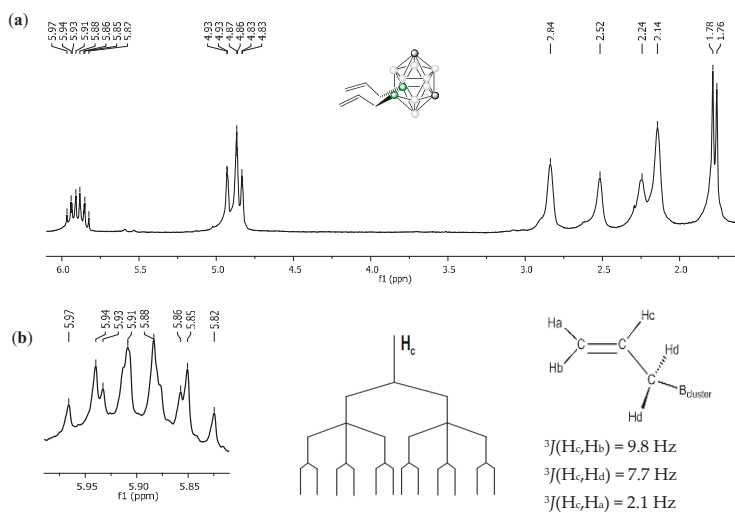 (a)
5.97
5.94
5.93
5.91
5.88
5.86
5.85
5.82
4.93
4.93
4.87
4.86
4.83
4.83
2.84
2.52
2.24
2.14
1.78
1.76
6.0 5.5 5.0 4.5 4.0 3.5 3.0 2.5 2.0
f1 (ppm)
(b)
5.97
5.94
5.93
5.91
5.88
5.86
5.85
5.82
5.95 5.90 5.85
f1 (ppm)
Hc
Ha
Hc
C
C
Hb
Hd
C
Bcluster
Hd
³J(Hc,Hb) = 9.8 Hz
³J(Hc,Hd) = 7.7 Hz
³J(Hc,Ha) = 2.1 Hz